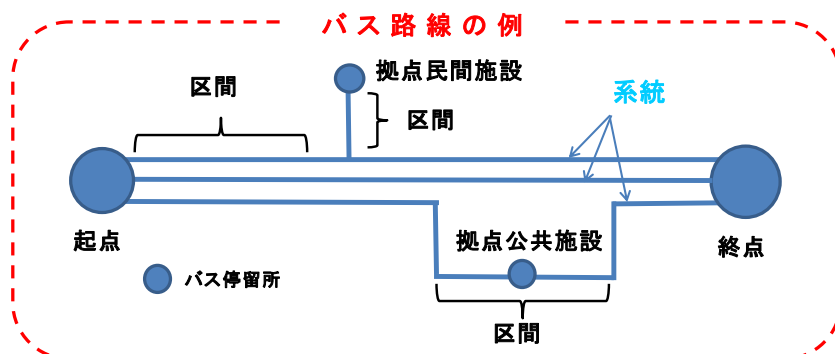 バス路線の例
拠点民間施設
区間
系統
区間
起点
拠点公共施設
終点
バス停留所
区間